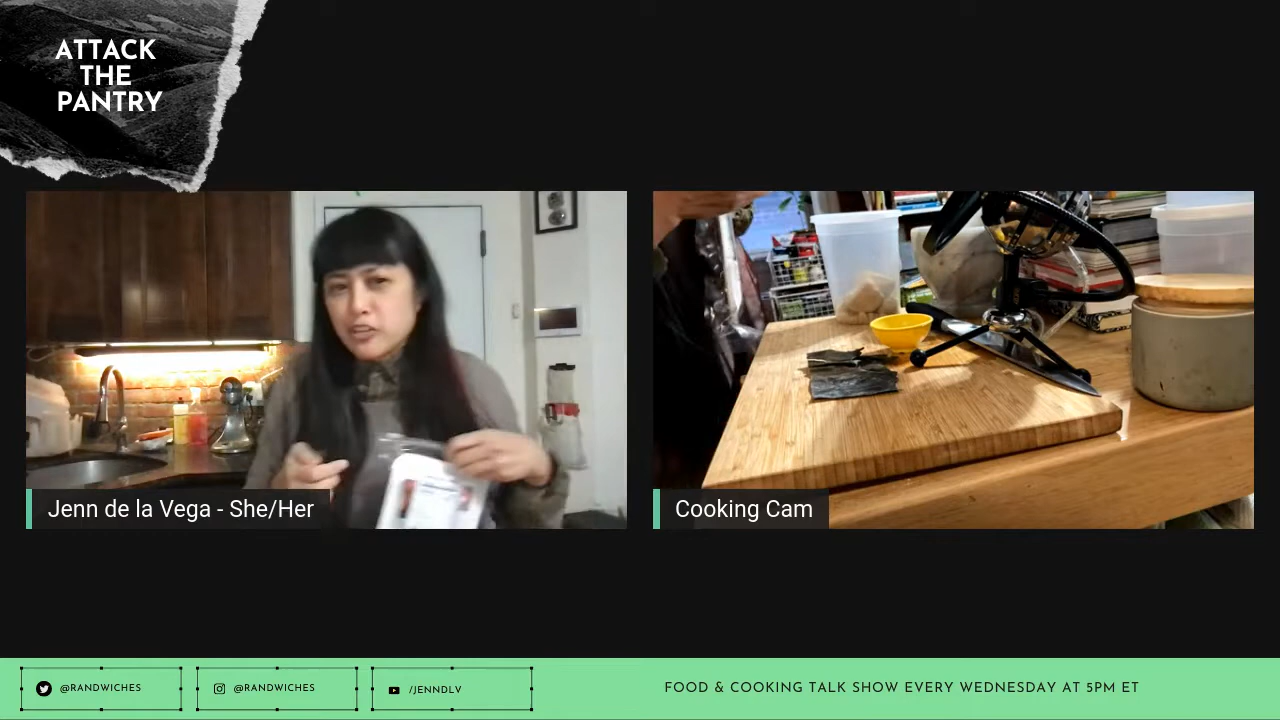 ATTACK
THE
PANTRY
Jenn de la Vega - She/Her
Cooking Cam
@RANDWICHES
@RANDWICHES
/JENNDLV
FOOD & COOKING TALK SHOW EVERY WEDNESDAY AT 5PM ET